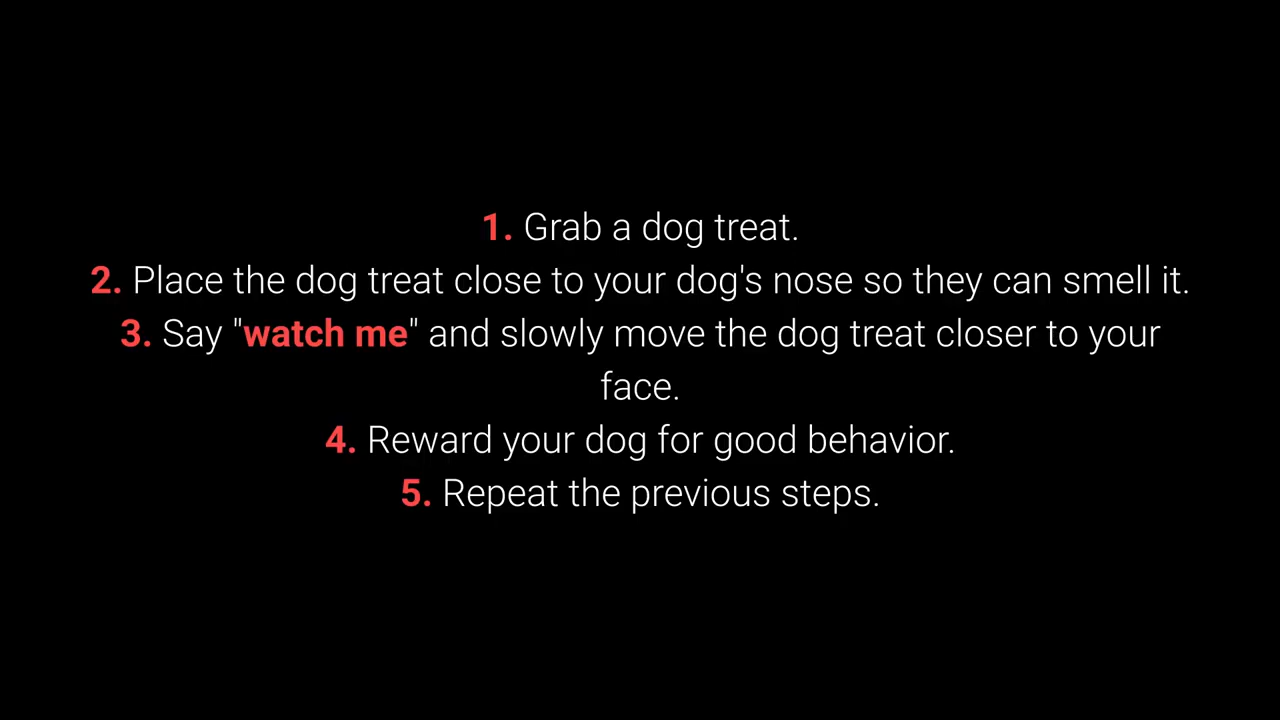 1. Grab a dog treat.
2. Place the dog treat close to your dog's nose so they can smell it.
3. Say "watch me" and slowly move the dog treat closer to your
face.
4. Reward your dog for good behavior.
5. Repeat the previous steps.